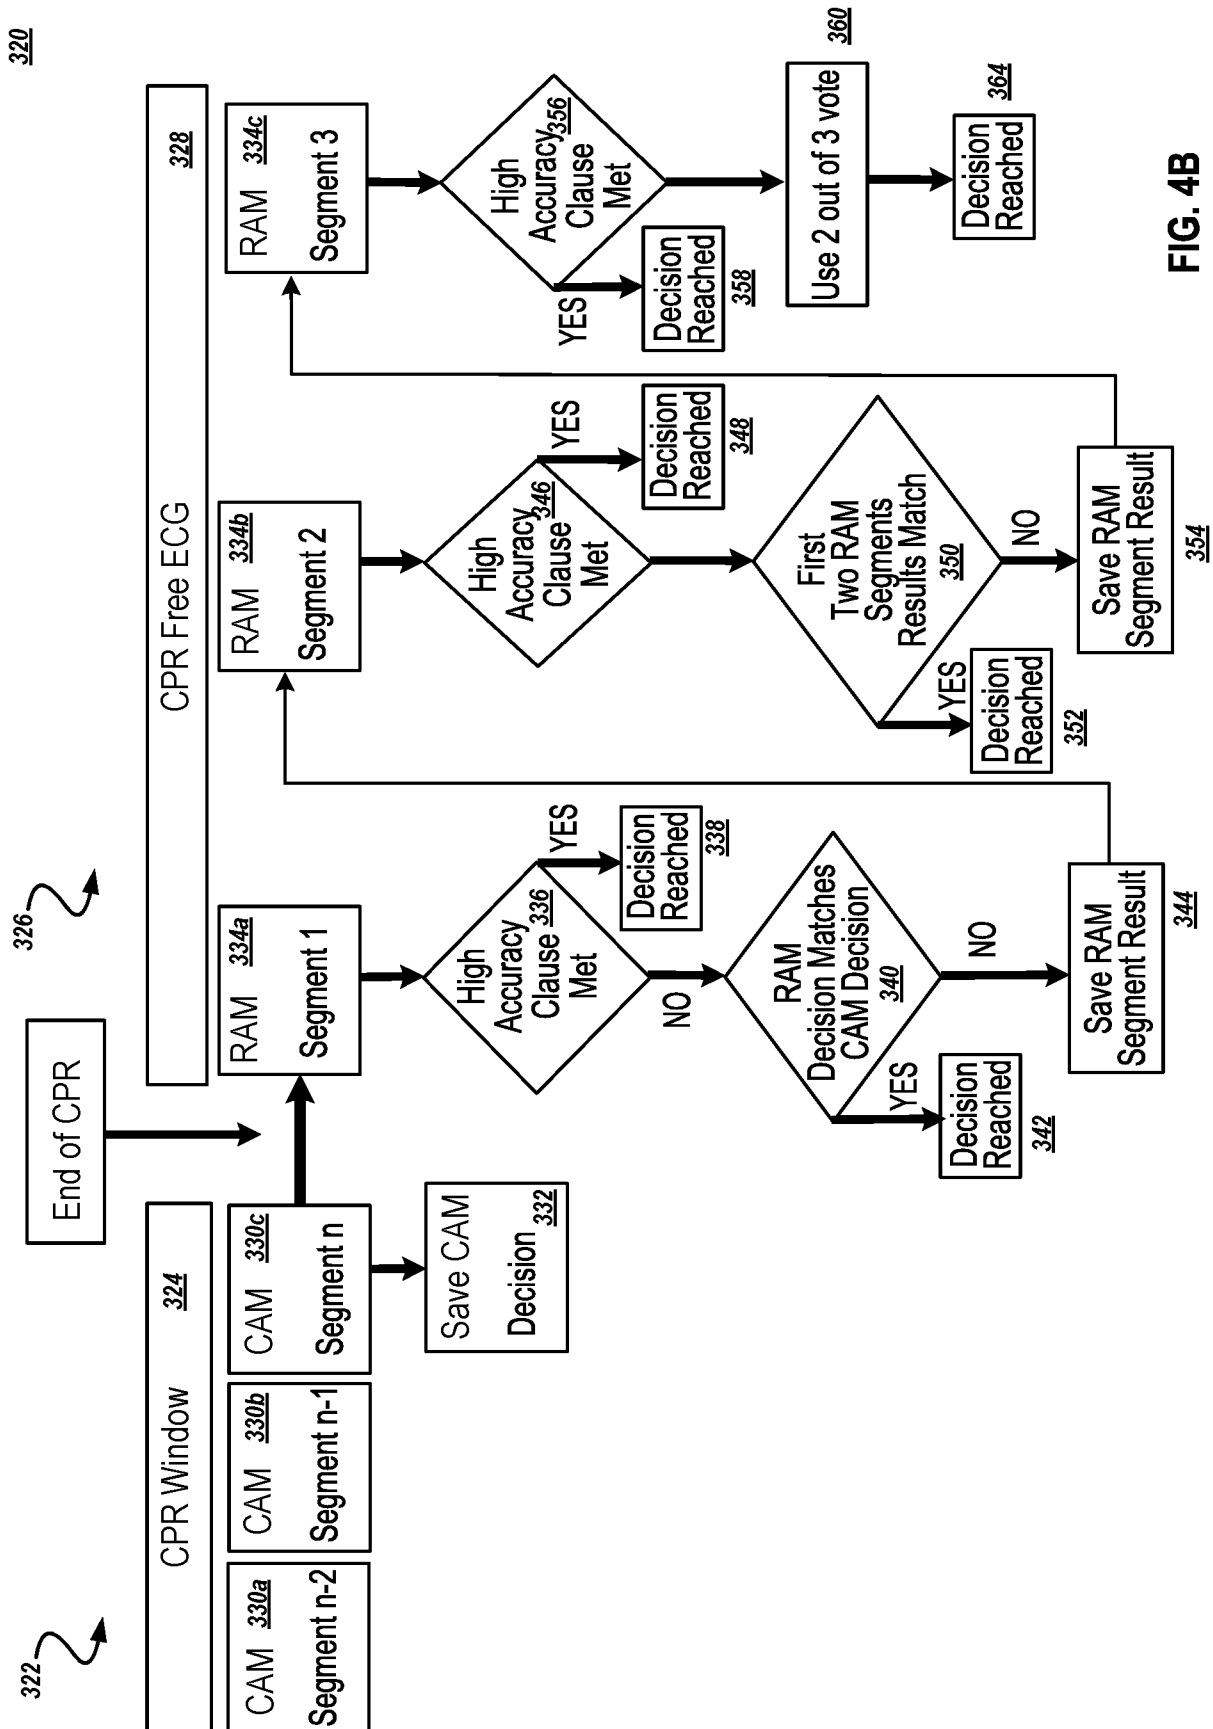 320
322
326
End of CPR
CPR Window
324
CPR Free ECG
328
CAM 330a
Segment n-2
CAM 330b
Segment n-1
CAM 330c
Segment n
Save CAM
Decision 332
RAM 334a
Segment 1
High
Accuracy
Clause 336
Met
YES
Decision
Reached
338
NO
RAM
Decision Matches
CAM Decision
340
YES
Decision
Reached
342
NO
Save RAM
Segment Result
344
RAM 334b
Segment 2
High
Accuracy
Clause 346
Met
YES
Decision
Reached
348
First
Two RAM
Segments
Results Match
350
YES
Decision
Reached
352
NO
Save RAM
Segment Result
354
RAM 334c
Segment 3
High
Accuracy 356
Clause
Met
YES
Decision
Reached
358
Use 2 out of 3 vote
360
Decision
Reached
364
FIG. 4B